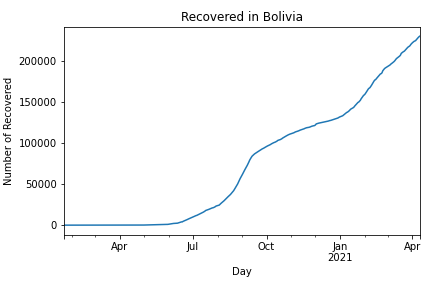 Recovered in Bolivia
Number of Recovered
200000
150000
100000
50000
0
Apr
Jul
Oct
Jan
2021
Apr
Day